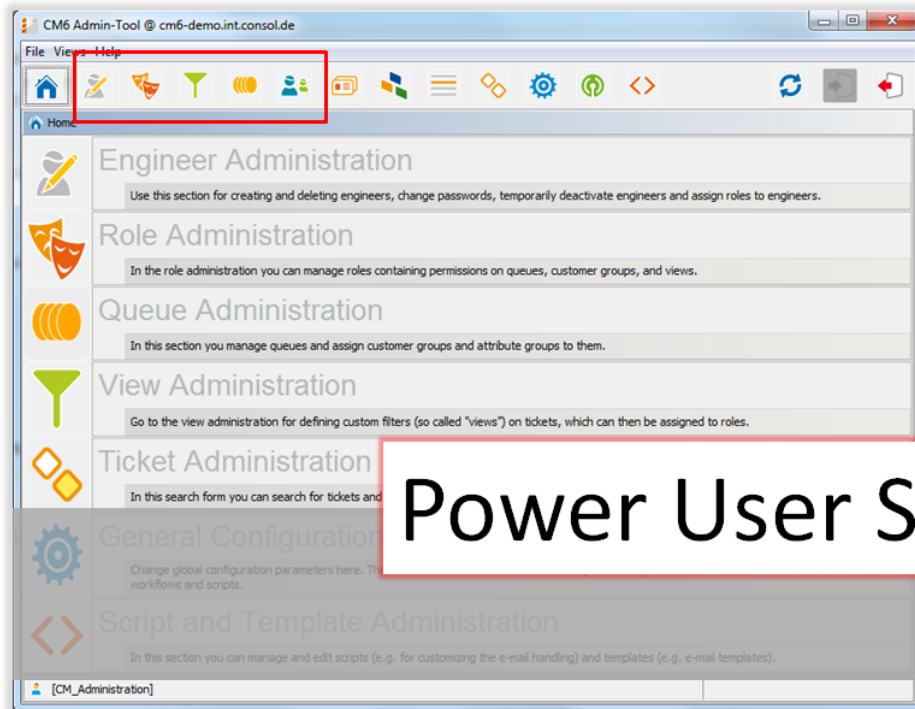 CM6 Admin-Tool @ cm6-demo.int.consol.de
File Views Help
Home
Engineer Administration
Use this section for creating and deleting engineers, change passwords, temporarily deactivate engineers and assign roles to engineers.
Role Administration
In the role administration you can manage roles containing permissions on queues, customer groups, and views.
Queue Administration
In this section you manage queues and assign customer groups and attribute groups to them.
View Administration
Go to the view administration for defining custom filters (so called "views") on tickets, which can then be assigned to roles.
Ticket Administration
In this search form you can search for tickets and
Power User S
General Configuration
Change global configuration parameters here.
workflows and scripts.
Script and Template Administration
In this section you can manage and edit scripts (e.g. for customizing the e-mail handling) and templates (e.g. e-mail templates).
[CM_Administration]